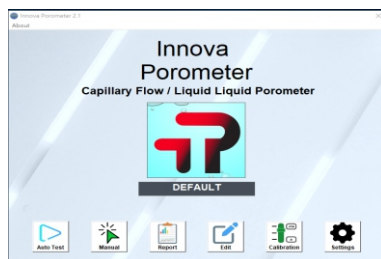 Innova Porometer 2.1
About
Innova
Porometer
Capillary Flow / Liquid Liquid Porometer
DEFAULT
Auto Test
Manual
Report
Edit
Calibration
Settings